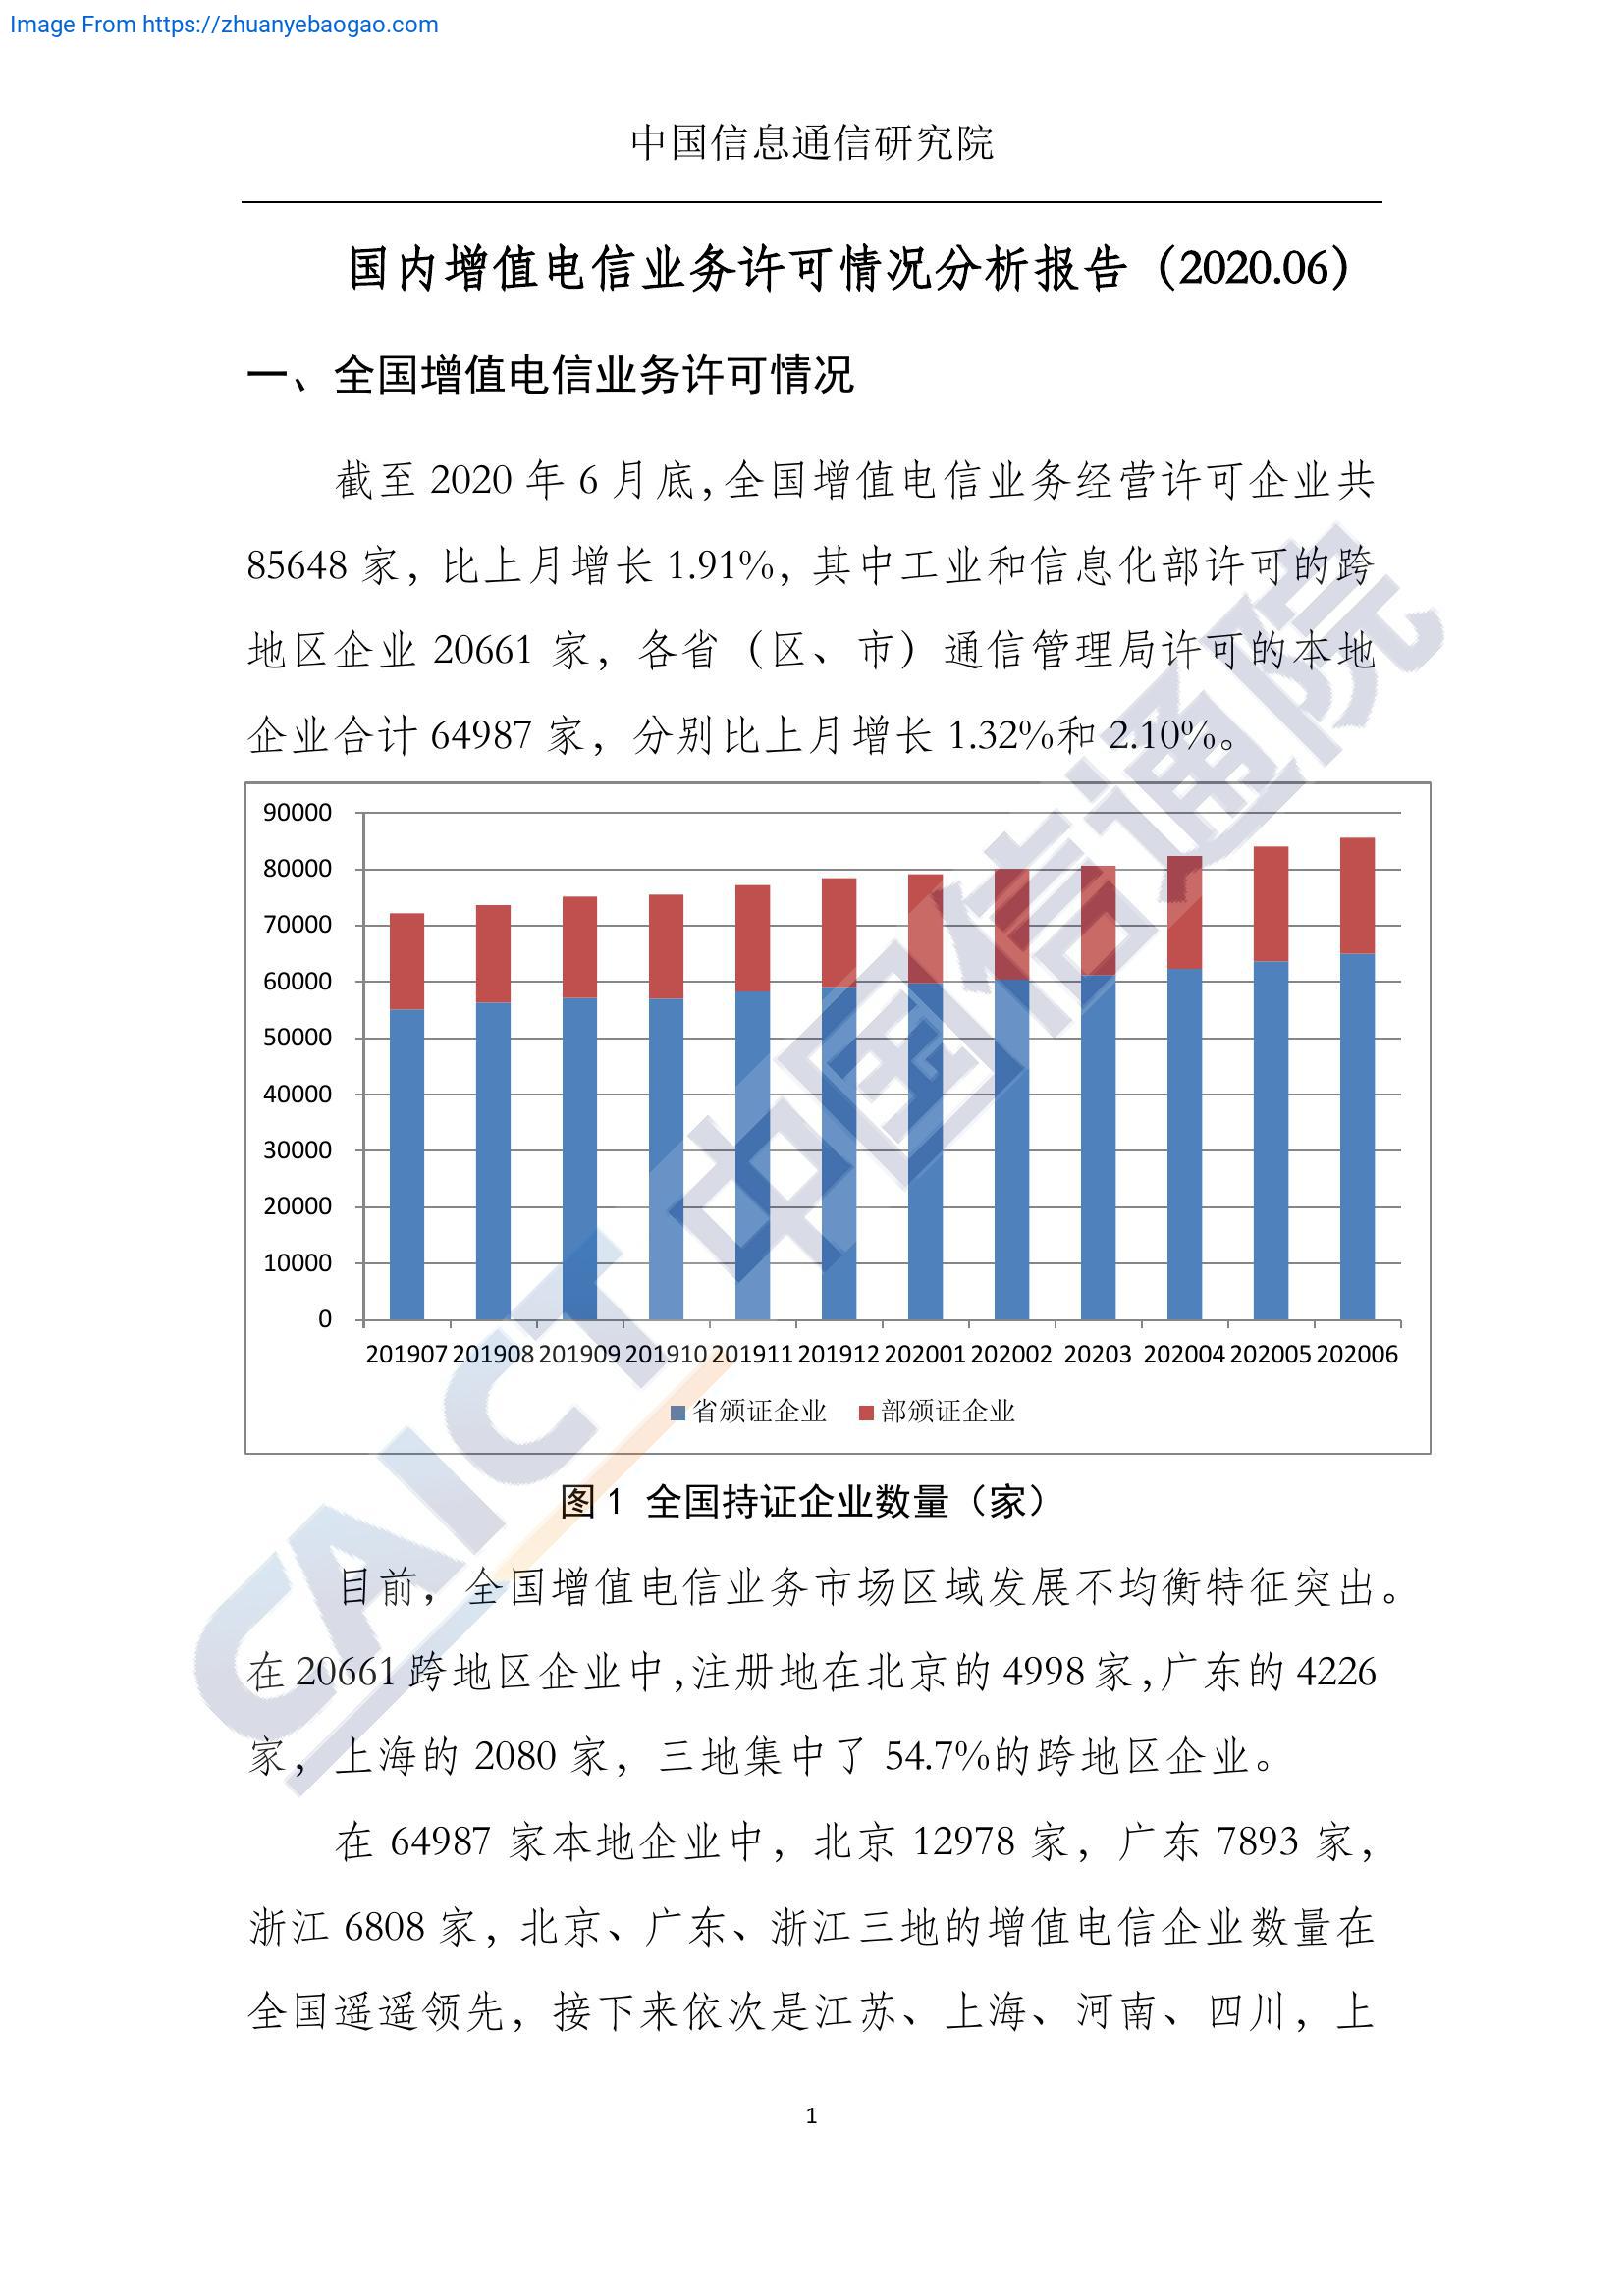 Image From https://zhuanyebaogao.com
中国信息通信研究院
国内增值电信业务许可情况分析报告（2020.06）
一、全国增值电信业务许可情况
截至 2020 年 6 月底,全国增值电信业务经营许可企业共
85648 家，比上月增长 1.91%，其中工业和信息化部许可的跨
地区企业 20661 家，各省（区、市）通信管理局许可的本地
企业合计 64987 家，分别比上月增长 1.32%和 2.10%。
90000
80000
70000
60000
50000
40000
30000
20000
10000
0
201907 201908 201909 201910 201911 201912 202001 202002 20203 202004 202005 202006
省颁证企业 部颁证企业
图 1 全国持证企业数量（家）
目前，全国增值电信业务市场区域发展不均衡特征突出。
在 20661 跨地区企业中,注册地在北京的 4998 家,广东的 4226
家，上海的 2080 家，三地集中了 54.7%的跨地区企业。
在 64987 家本地企业中，北京 12978 家，广东 7893 家，
浙江 6808 家，北京、广东、浙江三地的增值电信企业数量在
全国遥遥领先，接下来依次是江苏、上海、河南、四川，上
1
CAICT 中国信通院